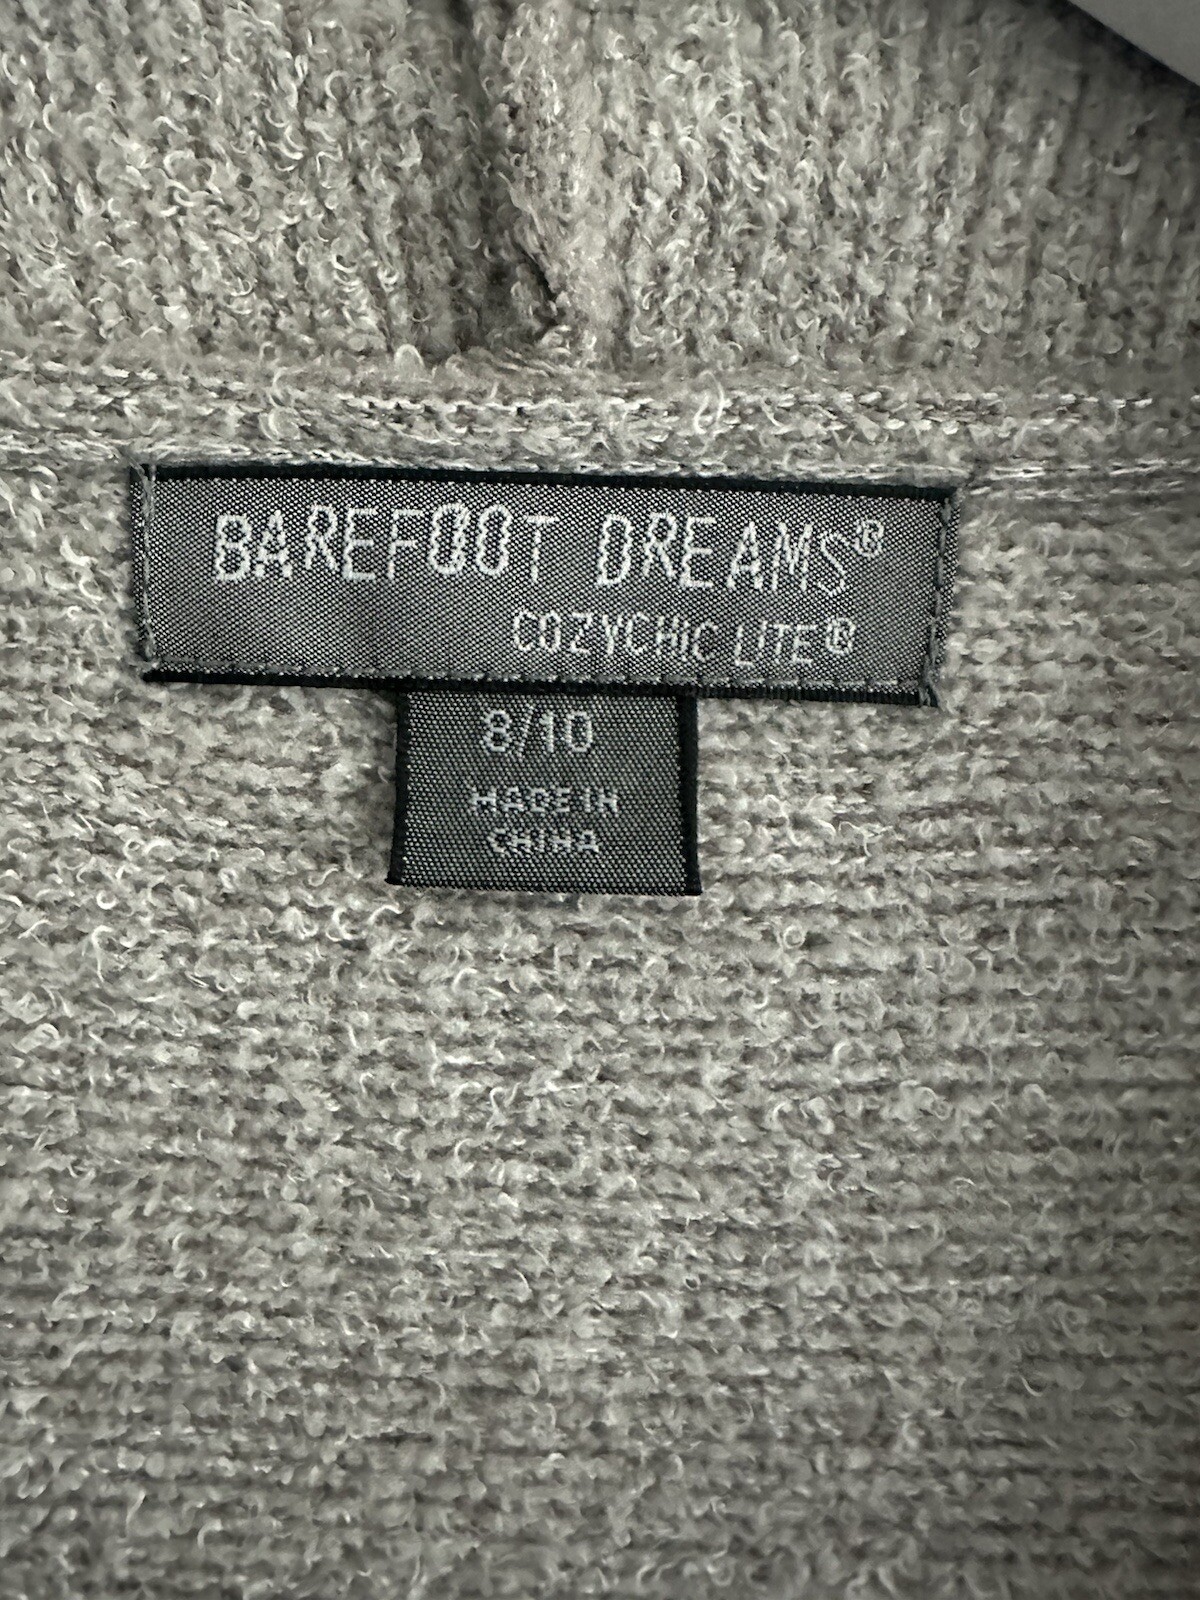 BAREFOOT DREAMS®
COZYCHIC LITE®
8/10
MADE IN
CHINA